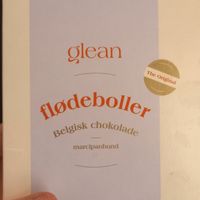 glean
The Original
flødeboller
Belgisk chokolade
marcipanbund